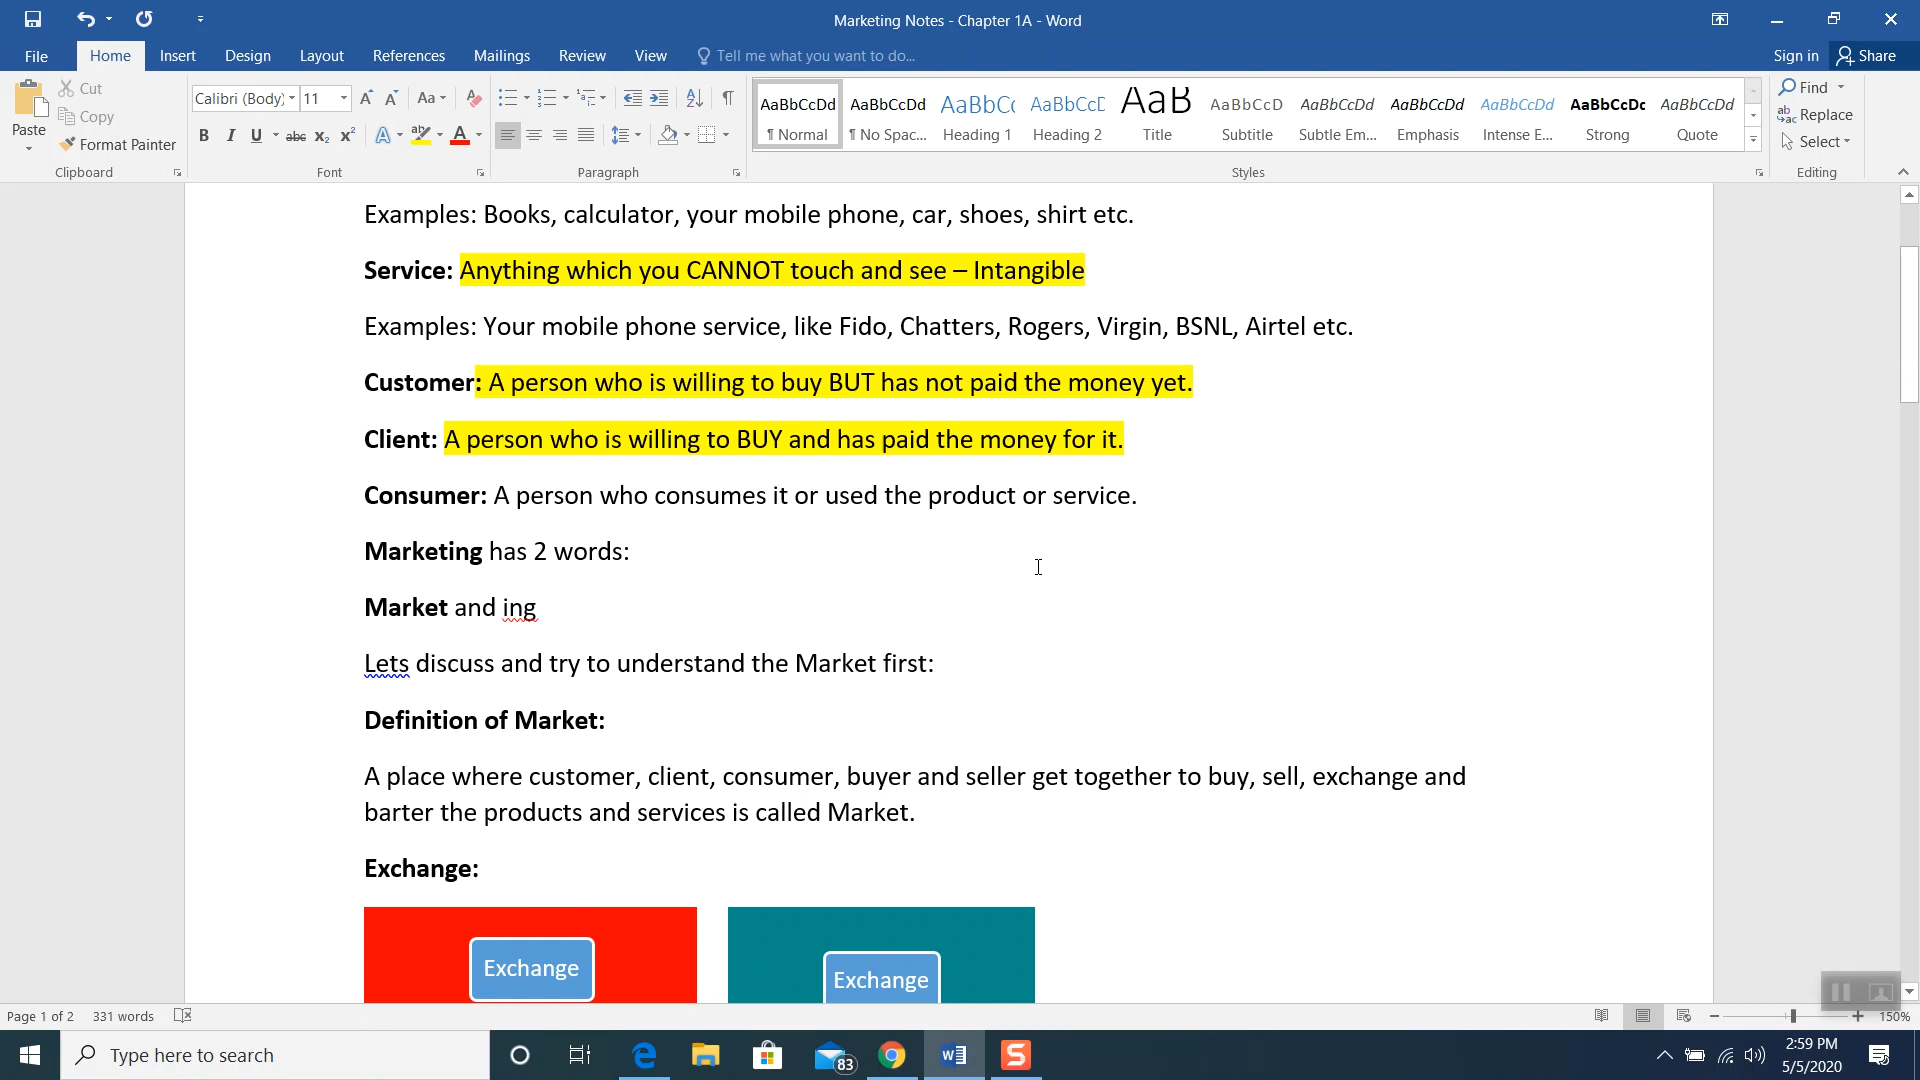 Marketing Notes - Chapter 1A - Word
File Home Insert Design Layout References Mailings Review View Tell me what you want to do... Sign in Share
Cut
Copy
Format Painter
Paste
Clipboard
Calibri (Body) 11
Font
Paragraph
AaBbCcDd AaBbCcDd AaBbC AaBbCcE AaB AaBbCcD AaBbCcDd AaBbCcDd AaBbCcDd AaBbCcDc AaBbCcDd
¶ Normal ¶ No Spac... Heading 1 Heading 2 Title Subtitle Subtle Em... Emphasis Intense E... Strong Quote
Styles
Find
Replace
Select
Editing
Examples: Books, calculator, your mobile phone, car, shoes, shirt etc.
Service: Anything which you CANNOT touch and see – Intangible
Examples: Your mobile phone service, like Fido, Chatters, Rogers, Virgin, BSNL, Airtel etc.
Customer: A person who is willing to buy BUT has not paid the money yet.
Client: A person who is willing to BUY and has paid the money for it.
Consumer: A person who consumes it or used the product or service.
Marketing has 2 words:
Market and ing
Lets discuss and try to understand the Market first:
Definition of Market:
A place where customer, client, consumer, buyer and seller get together to buy, sell, exchange and
barter the products and services is called Market.
Exchange:
Exchange
Exchange
Page 1 of 2 331 words 150%
Type here to search
83
2:59 PM
5/5/2020